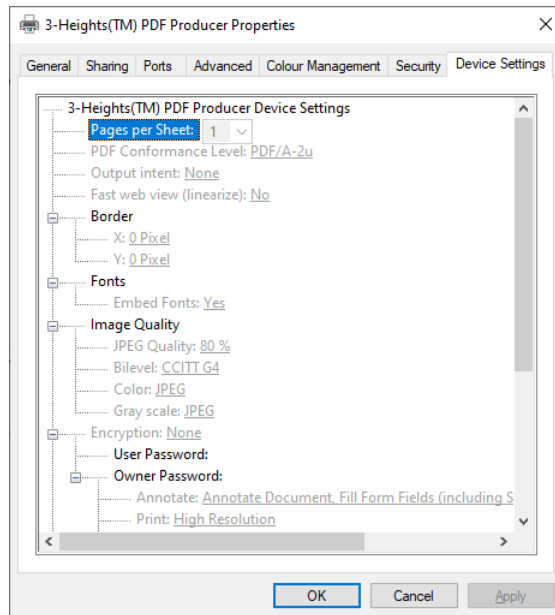 3-Heights(TM) PDF Producer Properties
General Sharing Ports Advanced Colour Management Security Device Settings
3-Heights(TM) PDF Producer Device Settings
Pages per Sheet: 1
PDF Conformance Level: PDF/A-2u
Output intent: None
Fast web view (linearize): No
Border
X: 0 Pixel
Y: 0 Pixel
Fonts
Embed Fonts: Yes
Image Quality
JPEG Quality: 80 %
Bilevel: CCITT G4
Color: JPEG
Gray scale: JPEG
Encryption: None
User Password:
Owner Password:
Annotate: Annotate Document, Fill Form Fields (including S
Print: High Resolution
OK Cancel Apply